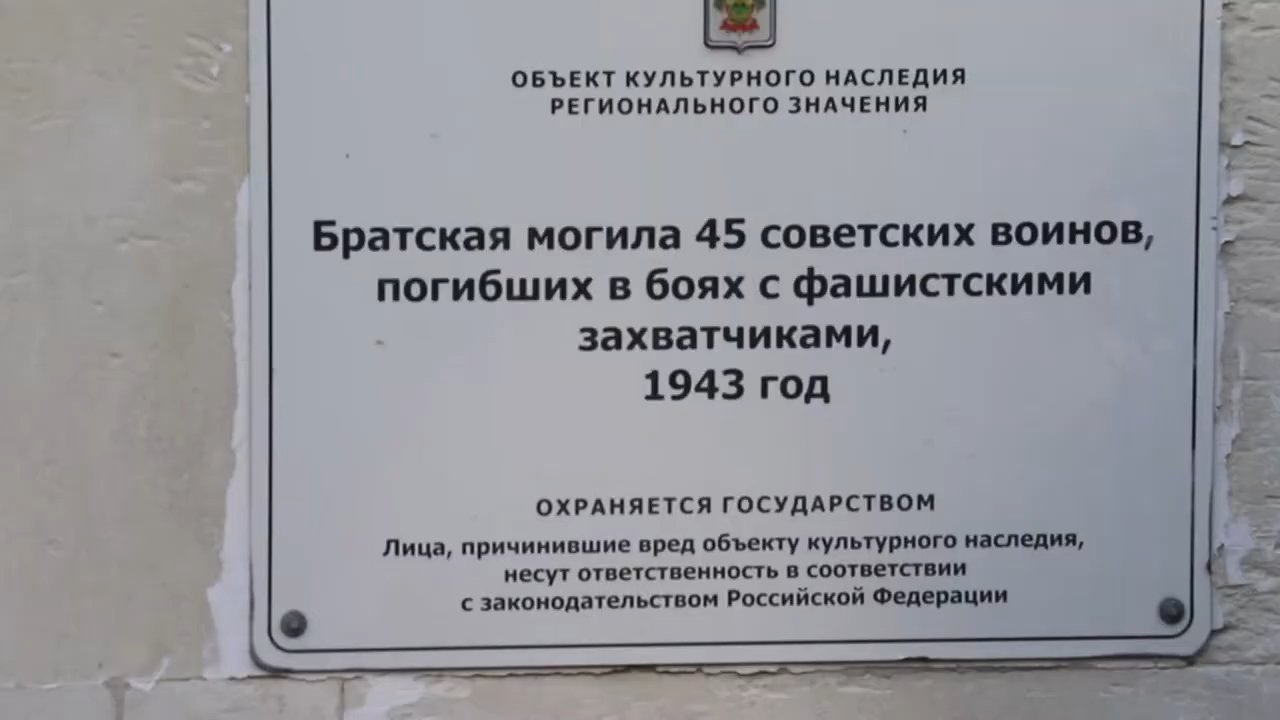 ОБЪЕКТ КУЛЬТУРНОГО НАСЛЕДИЯ
РЕГИОНАЛЬНОГО ЗНАЧЕНИЯ
Братская могила 45 советских воинов,
погибших в боях с фашистскими
захватчиками,
1943 год
ОХРАНЯЕТСЯ ГОСУДАРСТВОМ
Лица, причинившие вред объекту культурного наследия,
несут ответственность в соответствии
с законодательством Российской Федерации